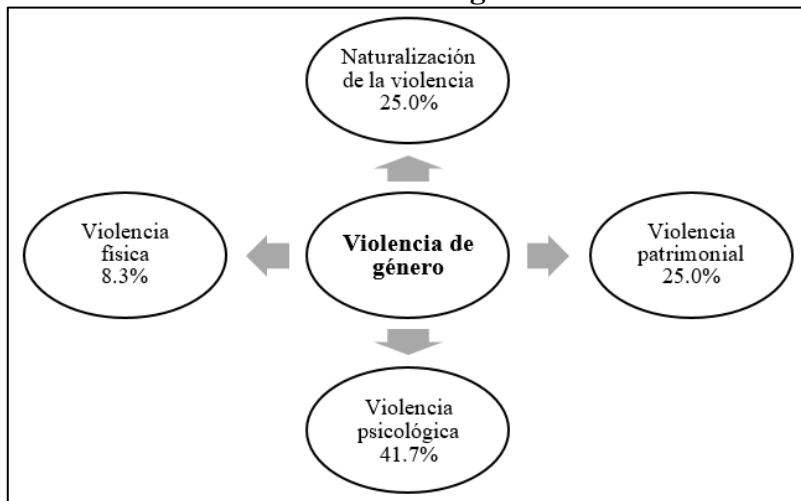 Naturalización
de la violencia
25.0%
Violencia
física
8.3%
Violencia de
género
Violencia
patrimonial
25.0%
Violencia
psicológica
41.7%